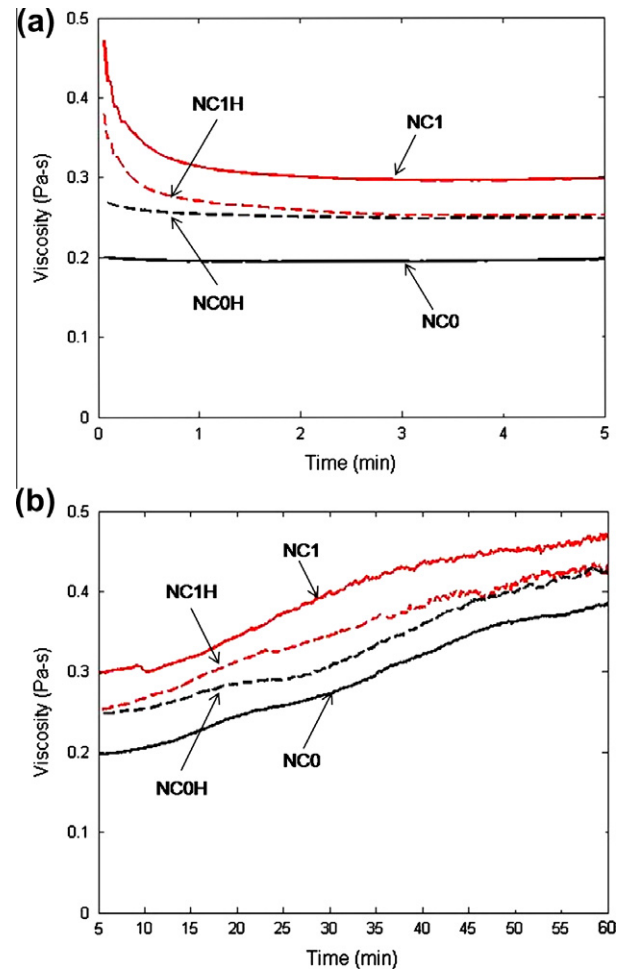 (a)
0.5
0.4
0.3
0.2
0.1
0
Viscosity (Pa-s)
NC1H
NC1
NC0H
NC0
0 1 2 3 4 5
Time (min)
(b)
0.5
0.4
0.3
0.2
0.1
0
Viscosity (Pa-s)
NC1
NC1H
NC0H
NC0
5 10 15 20 25 30 35 40 45 50 55 60
Time (min)